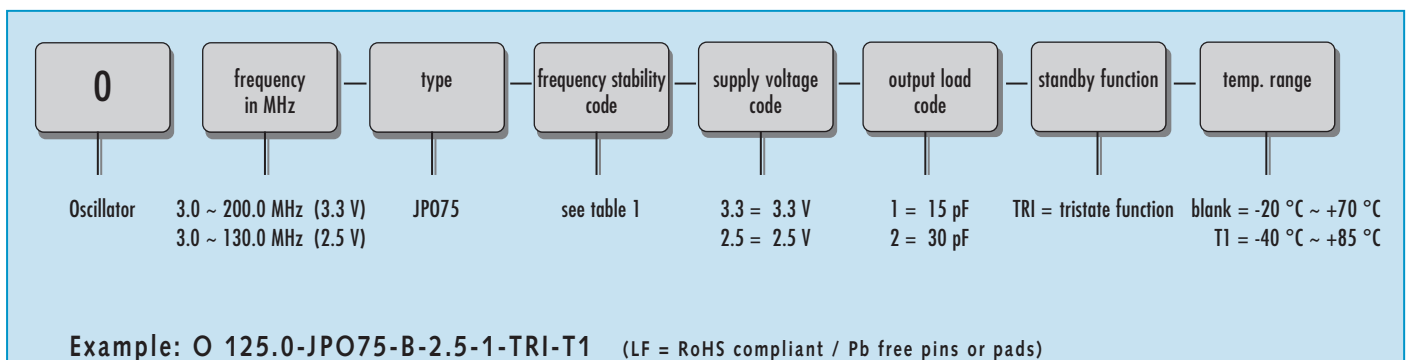 O
frequency
in MHz
type
frequency stability
code
supply voltage
code
output load
code
standby function
temp. range
Oscillator
3.0 ~ 200.0 MHz (3.3 V)
3.0 ~ 130.0 MHz (2.5 V)
JPO75
see table 1
3.3 = 3.3 V
2.5 = 2.5 V
1 = 15 pF
2 = 30 pF
TRI = tristate function
blank = -20 °C ~ +70 °C
T1 = -40 °C ~ +85 °C
Example: O 125.0-JPO75-B-2.5-1-TRI-T1 (LF = RoHS compliant / Pb free pins or pads)